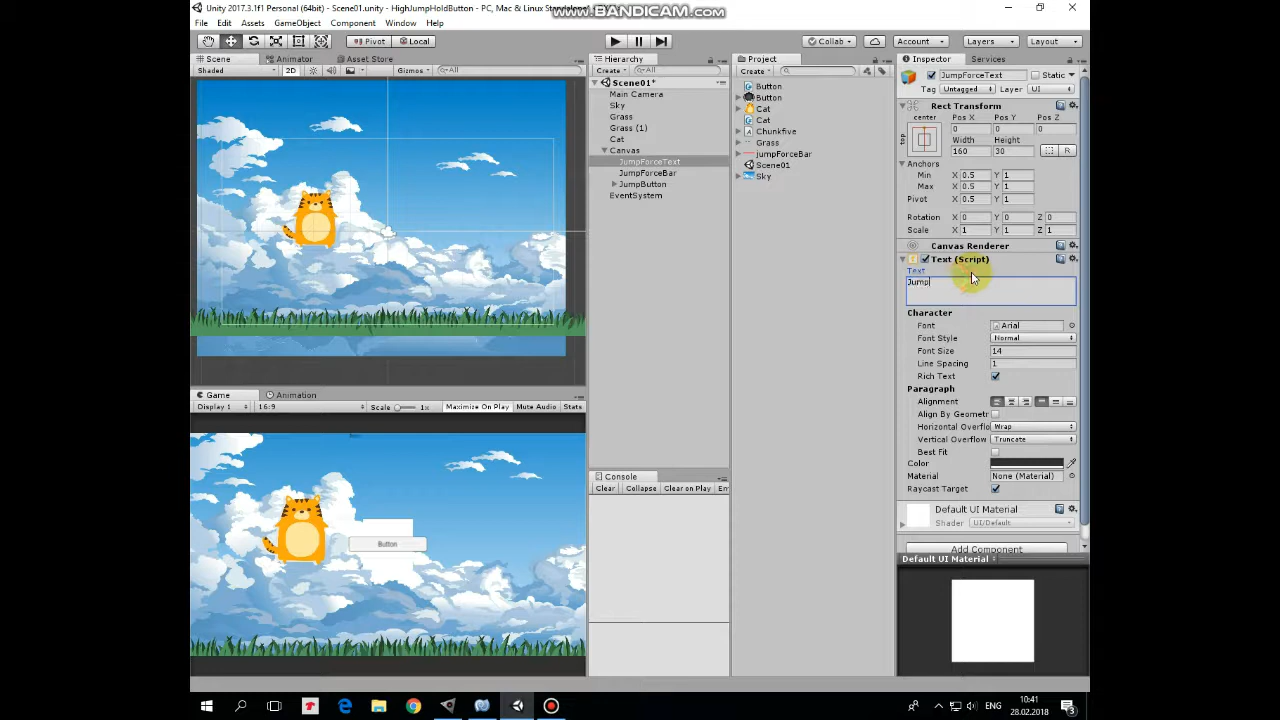 Unity 2017.3.1f1 Personal (64bit) - Scene01.unity - HighJumpHoldButton - PC, Mac & Linux Standalone
www.BANDICAM.com
File Edit Assets GameObject Component Window Help
Pivot Local Collab Account Layers Layout
Scene Animator Asset Store
Shaded 2D Gizmos All
Hierarchy
Create All
Scene01*
Main Camera
Sky
Grass
Grass (1)
Cat
Canvas
JumpForceText
JumpForceBar
JumpButton
EventSystem
Project
Create
Button
Button
Cat
Cat
Chunkfive
Grass
jumpForceBar
Scene01
Sky
Inspector Services
JumpForceText Static
Tag Untagged Layer UI
Rect Transform
center Pos X Pos Y Pos Z
top 0 0 0
Width Height
160 30 R
Anchors
Min X 0.5 Y 1
Max X 0.5 Y 1
Pivot X 0.5 Y 1
Rotation X 0 Y 0 Z 0
Scale X 1 Y 1 Z 1
Canvas Renderer
Text (Script)
Text
Jump
Character
Font Arial
Font Style Normal
Font Size 14
Line Spacing 1
Rich Text
Paragraph
Alignment
Align By Geometr
Horizontal Overflo Wrap
Vertical Overflow Truncate
Best Fit
Color
Material None (Material)
Raycast Target
Default UI Material
Shader UI/Default
Add Component
Default UI Material
Game Animation
Display 1 16:9 Scale 1x Maximize On Play Mute Audio Stats
Button
Console
Clear Collapse Clear on Play
ENG
10:41
28.02.2018
3